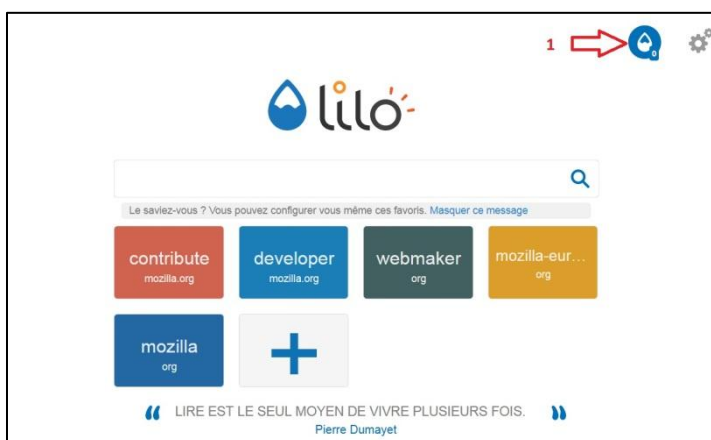 1
0
lilo
Le saviez-vous ? Vous pouvez configurer vous même ces favoris. Masquer ce message
contribute
mozilla.org
developer
mozilla.org
webmaker
org
mozilla-eur...
org
mozilla
org
“ LIRE EST LE SEUL MOYEN DE VIVRE PLUSIEURS FOIS. ”
Pierre Dumayet